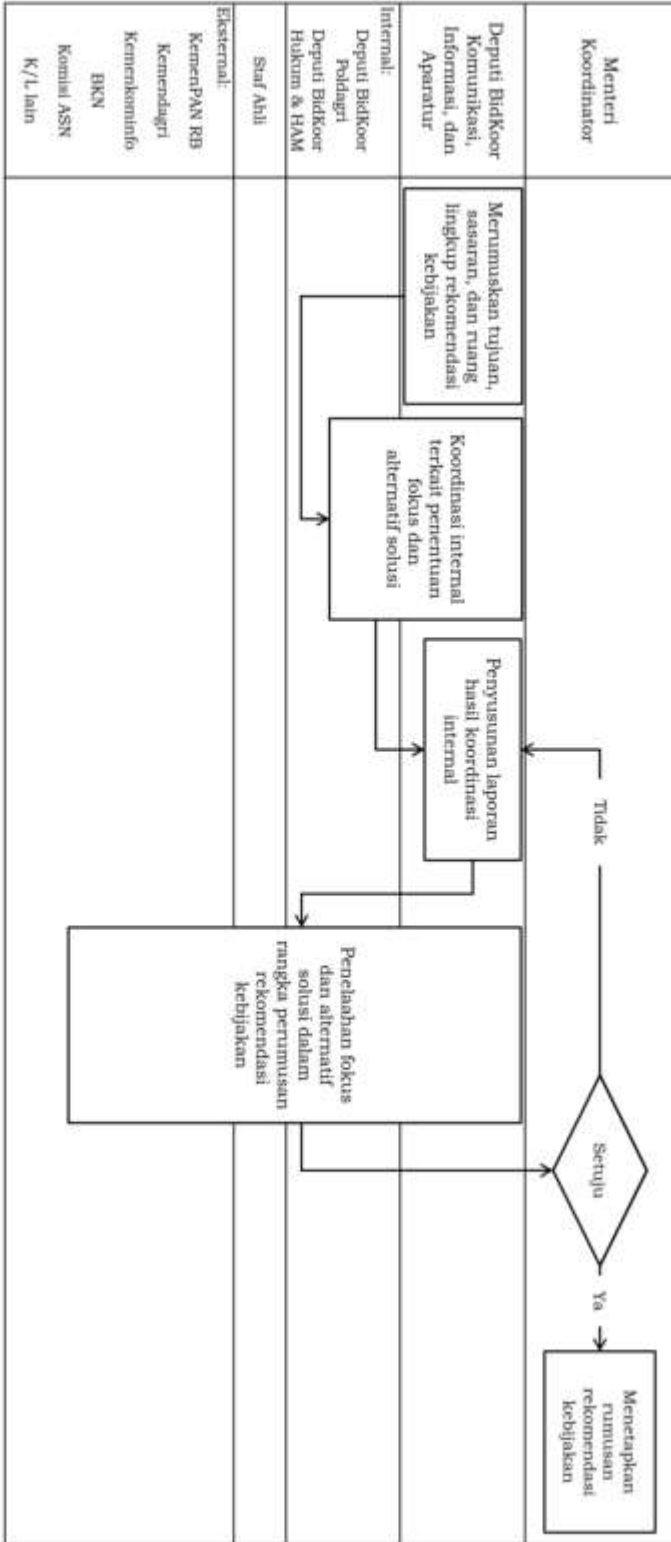 Menteri
Koordinator
Deputi BidKoor
Komunikasi,
Informasi, dan
Aparatur
Internal:
Deputi BidKoor
Poldagri
Deputi BidKoor
Hukum & HAM
Staf Ahli
Eksternal:
KemenPAN RB
Kemendagri
Kemenkominfo
BKN
Komisi ASN
K/L lain
Merumuskan tujuan,
sasaran, dan ruang
lingkup rekomendasi
kebijakan
Koordinasi internal
terkait penentuan
fokus dan
alternatif solusi
Penyusunan laporan
hasil koordinasi
internal
Tidak
Penelaahan fokus
dan alternatif
solusi dalam
rangka perumusan
rekomendasi
kebijakan
Setuju
Ya
Menetapkan
rumusan
rekomendasi
kebijakan